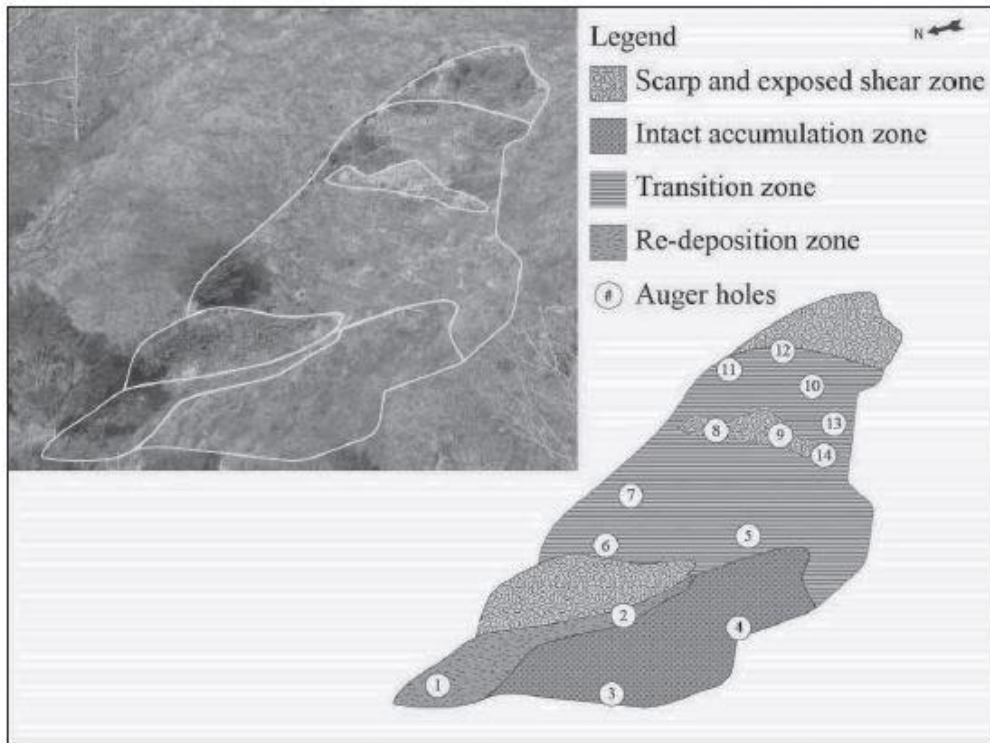 Legend
N
Scarp and exposed shear zone
Intact accumulation zone
Transition zone
Re-deposition zone
# Auger holes
12
11
10
13
8
9
14
7
5
6
2
4
1
3